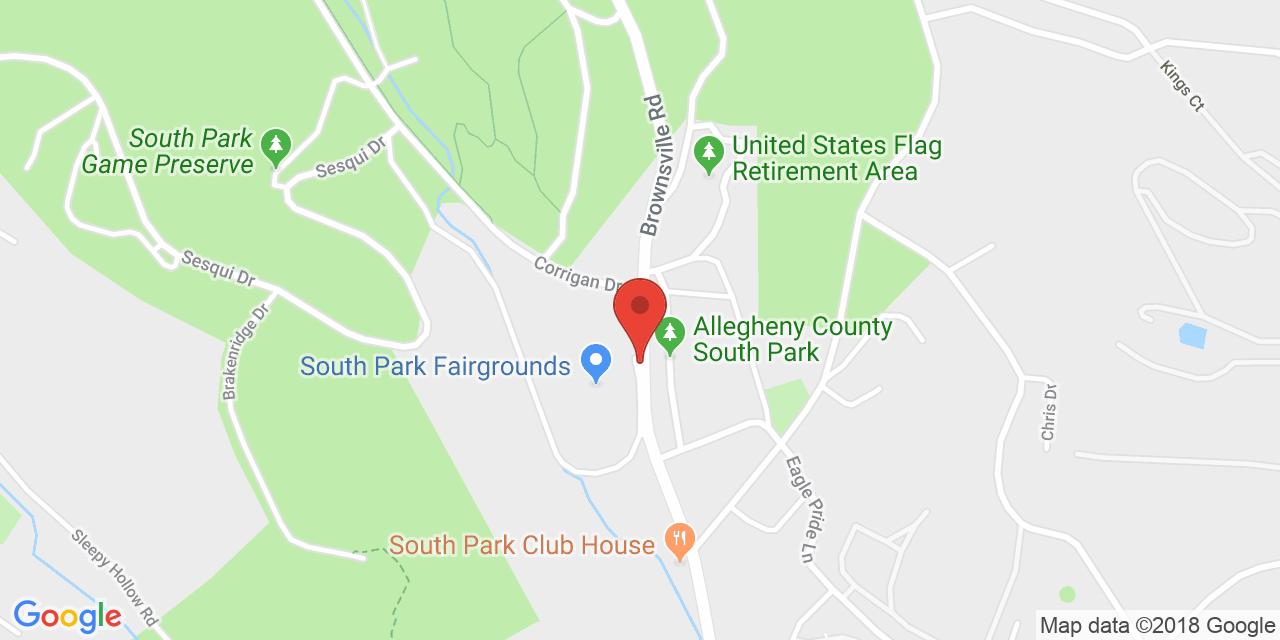 Kings Ct
Brownsville Rd
South Park
Game Preserve
Sesqui Dr
United States Flag
Retirement Area
Sesqui Dr
Corrigan Dr
Brakenridge Dr
Allegheny County
South Park
South Park Fairgrounds
Chris Dr
Eagle Pride Ln
South Park Club House
Sleepy Hollow Rd
Google
Map data ©2018 Google